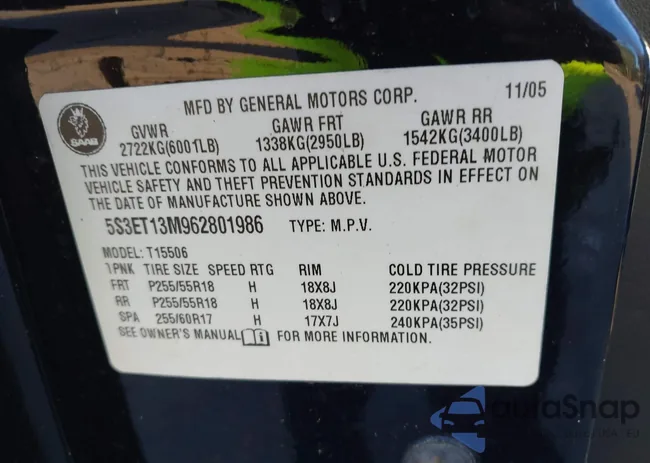 MFD BY GENERAL MOTORS CORP. 11/05
SAAB
GVWR GAWR FRT GAWR RR
2722KG(6001LB) 1338KG(2950LB) 1542KG(3400LB)
THIS VEHICLE CONFORMS TO ALL APPLICABLE U.S. FEDERAL MOTOR
VEHICLE SAFETY AND THEFT PREVENTION STANDARDS IN EFFECT ON
THE DATE OF MANUFACTURE SHOWN ABOVE.
5S3ET13M962801986 TYPE: M.P.V.
MODEL: T15506
1PNK TIRE SIZE SPEED RTG RIM COLD TIRE PRESSURE
FRT P255/55R18 H 18X8J 220KPA(32PSI)
RR P255/55R18 H 18X8J 220KPA(32PSI)
SPA 255/60R17 H 17X7J 240KPA(35PSI)
SEE OWNER'S MANUAL FOR MORE INFORMATION.
autoSnap